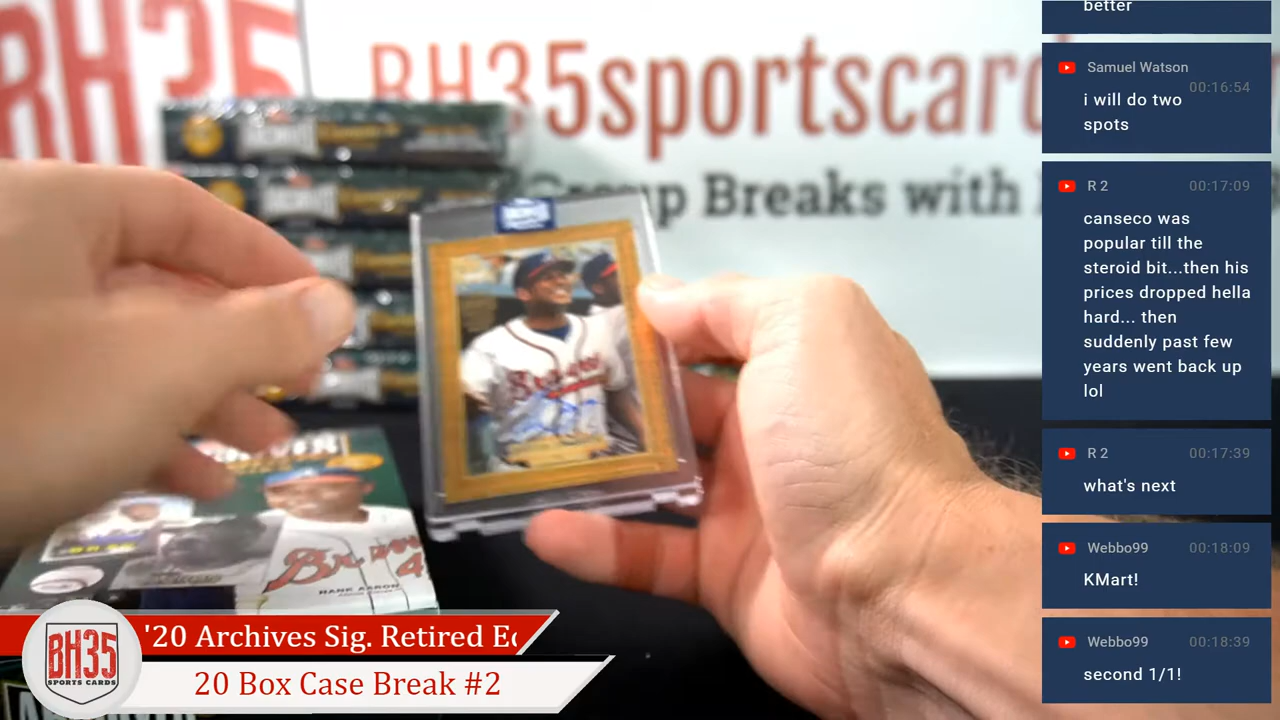 BH35
BH35sportscard
Group Breaks with
Braves
HANK AARON
'20 Archives Sig. Retired Ed
20 Box Case Break #2
BH35
SPORTS CARDS
better
Samuel Watson
00:16:54
i will do two
spots
R 2
00:17:09
canseco was
popular till the
steroid bit...then his
prices dropped hella
hard... then
suddenly past few
years went back up
lol
R 2
00:17:39
what's next
Webbo99
00:18:09
KMart!
Webbo99
00:18:39
second 1/1!